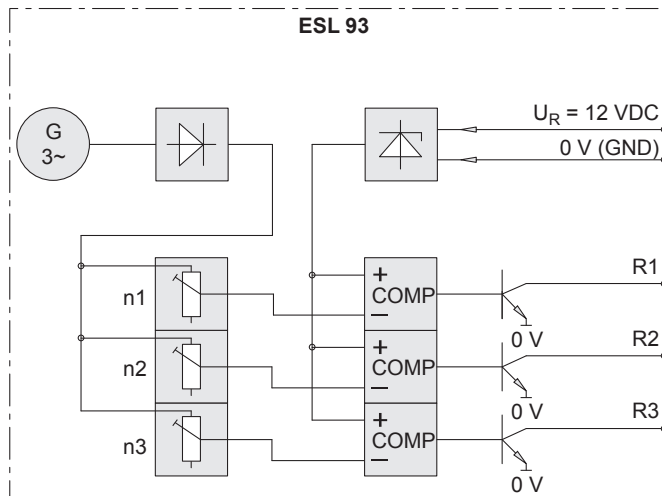 ESL 93
G
3~
U_R = 12 VDC
0 V (GND)
n1
+
COMP
–
R1
0 V
n2
+
COMP
–
R2
0 V
n3
+
COMP
–
R3
0 V